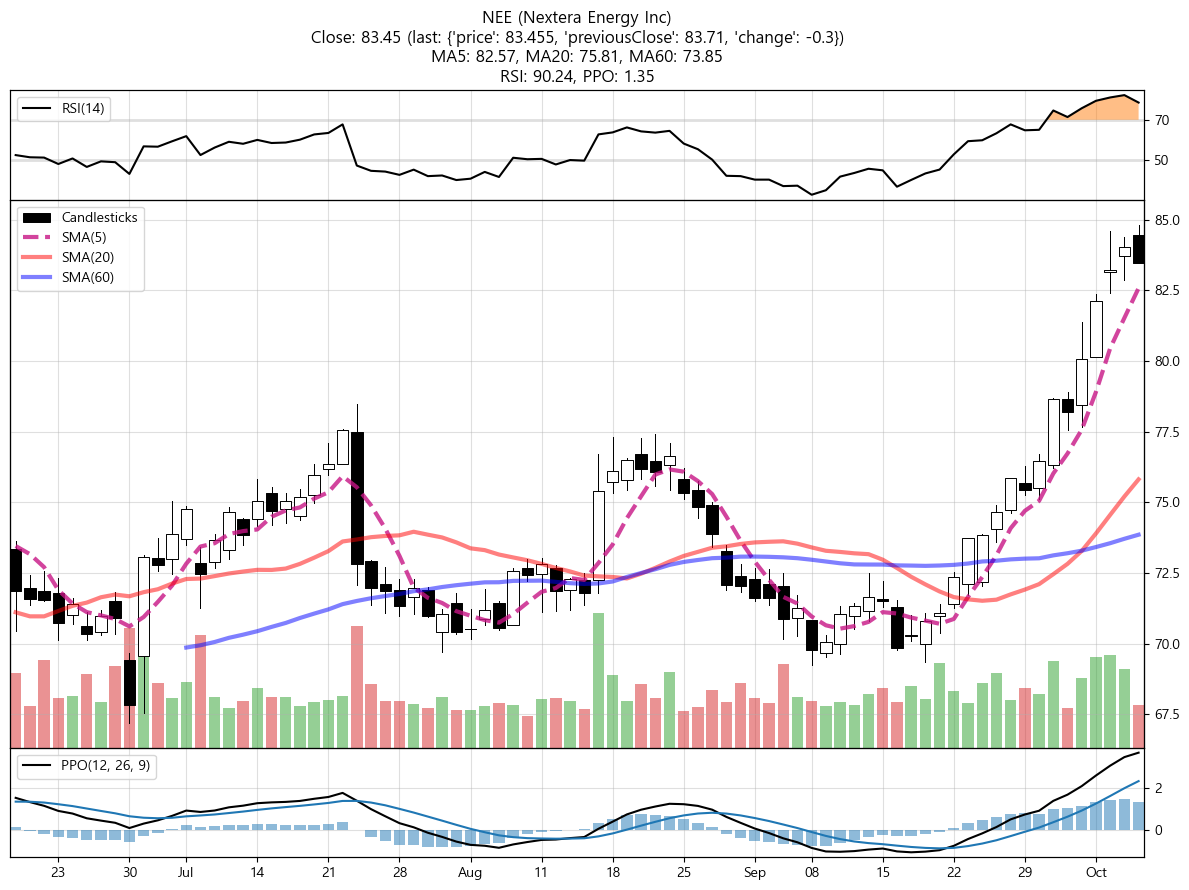 NEE (Nextera Energy Inc)
Close: 83.45 (last: {'price': 83.455, 'previousClose': 83.71, 'change': -0.3})
MA5: 82.57, MA20: 75.81, MA60: 73.85
RSI: 90.24, PPO: 1.35
RSI(14)
70
50
Candlesticks
SMA(5)
SMA(20)
SMA(60)
85.0
82.5
80.0
77.5
75.0
72.5
70.0
67.5
PPO(12, 26, 9)
2
0
23 30 Jul 14 21 28 Aug 11 18 25 Sep 08 15 22 29 Oct